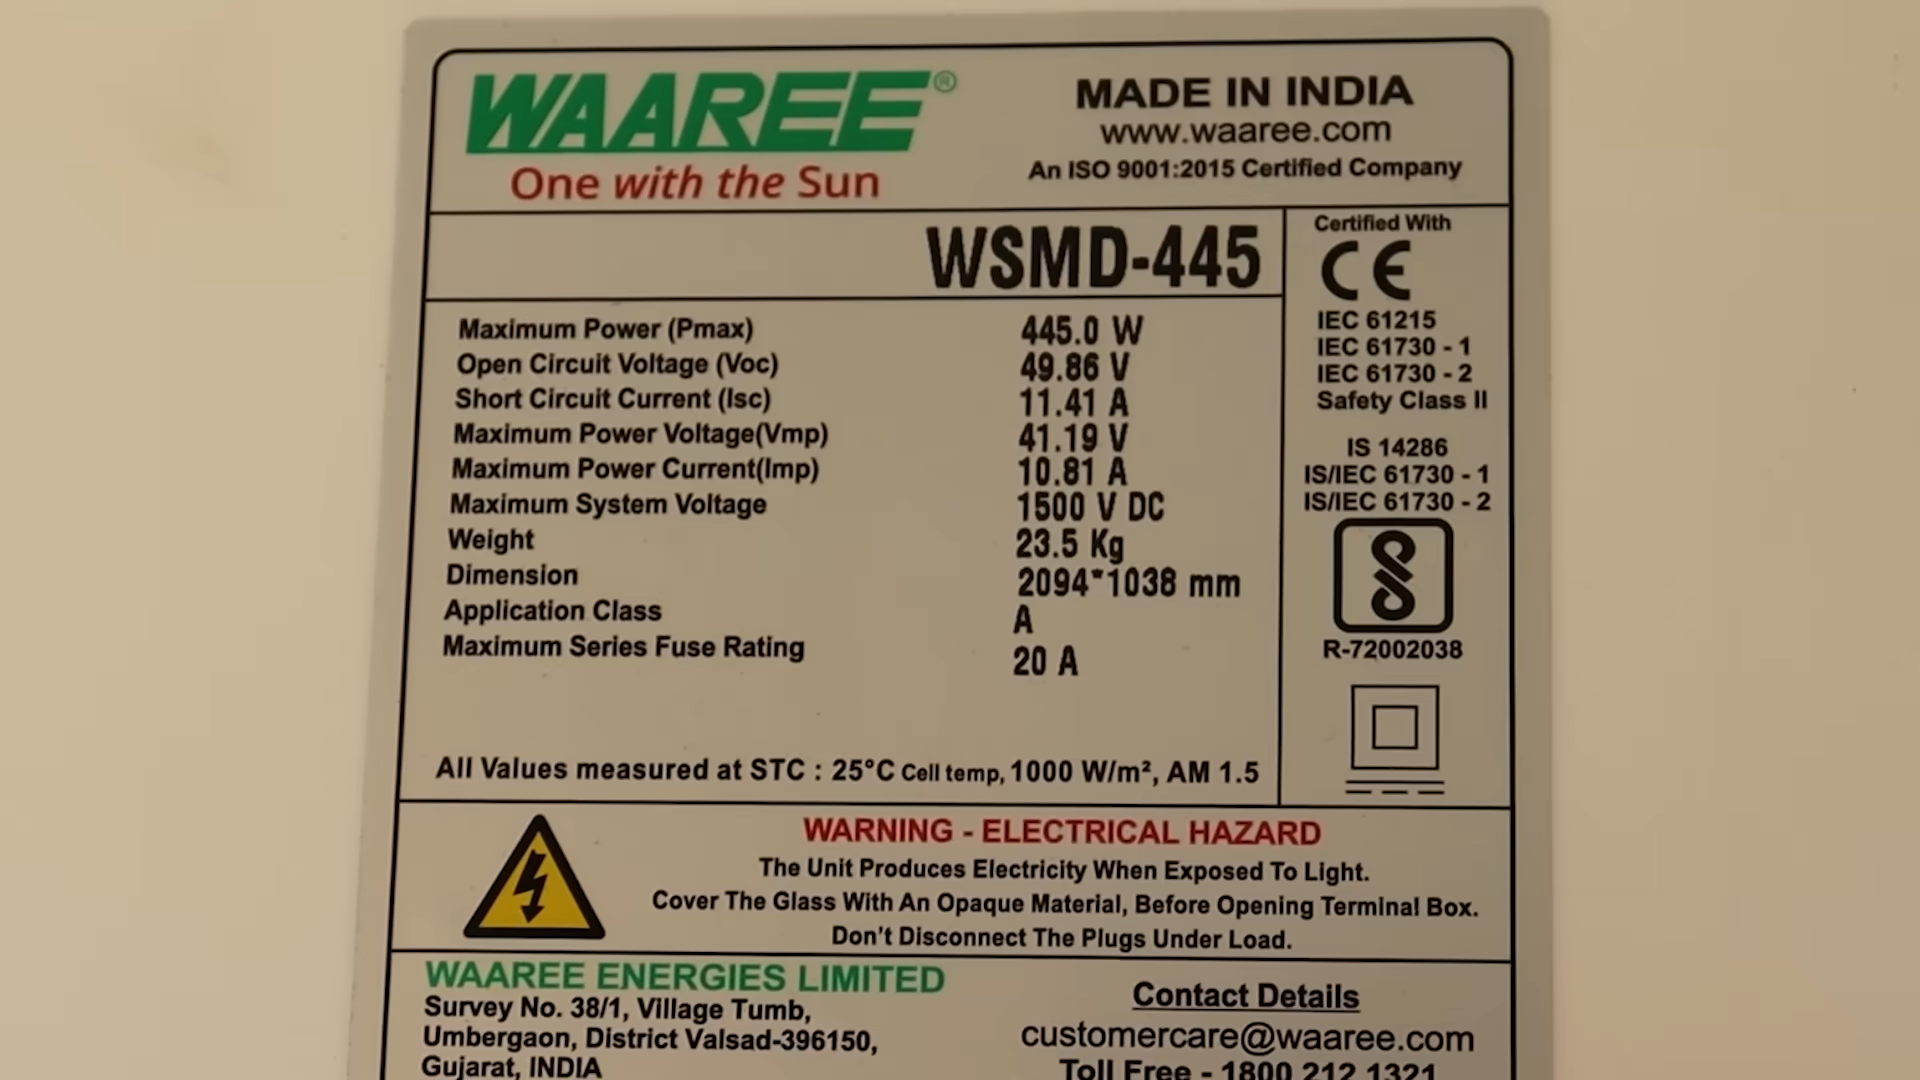 WAAREE®
One with the Sun
MADE IN INDIA
www.waaree.com
An ISO 9001:2015 Certified Company
WSMD-445
Maximum Power (Pmax) 445.0 W
Open Circuit Voltage (Voc) 49.86 V
Short Circuit Current (Isc) 11.41 A
Maximum Power Voltage(Vmp) 41.19 V
Maximum Power Current(Imp) 10.81 A
Maximum System Voltage 1500 V DC
Weight 23.5 Kg
Dimension 2094*1038 mm
Application Class A
Maximum Series Fuse Rating 20 A
All Values measured at STC : 25°C Cell temp, 1000 W/m², AM 1.5
Certified With
CE
IEC 61215
IEC 61730 - 1
IEC 61730 - 2
Safety Class II
IS 14286
IS/IEC 61730 - 1
IS/IEC 61730 - 2
R-72002038
WARNING - ELECTRICAL HAZARD
The Unit Produces Electricity When Exposed To Light.
Cover The Glass With An Opaque Material, Before Opening Terminal Box.
Don't Disconnect The Plugs Under Load.
WAAREE ENERGIES LIMITED
Survey No. 38/1, Village Tumb,
Umbergaon, District Valsad-396150,
Gujarat, INDIA
Contact Details
customercare@waaree.com
Toll Free - 1800 212 1321